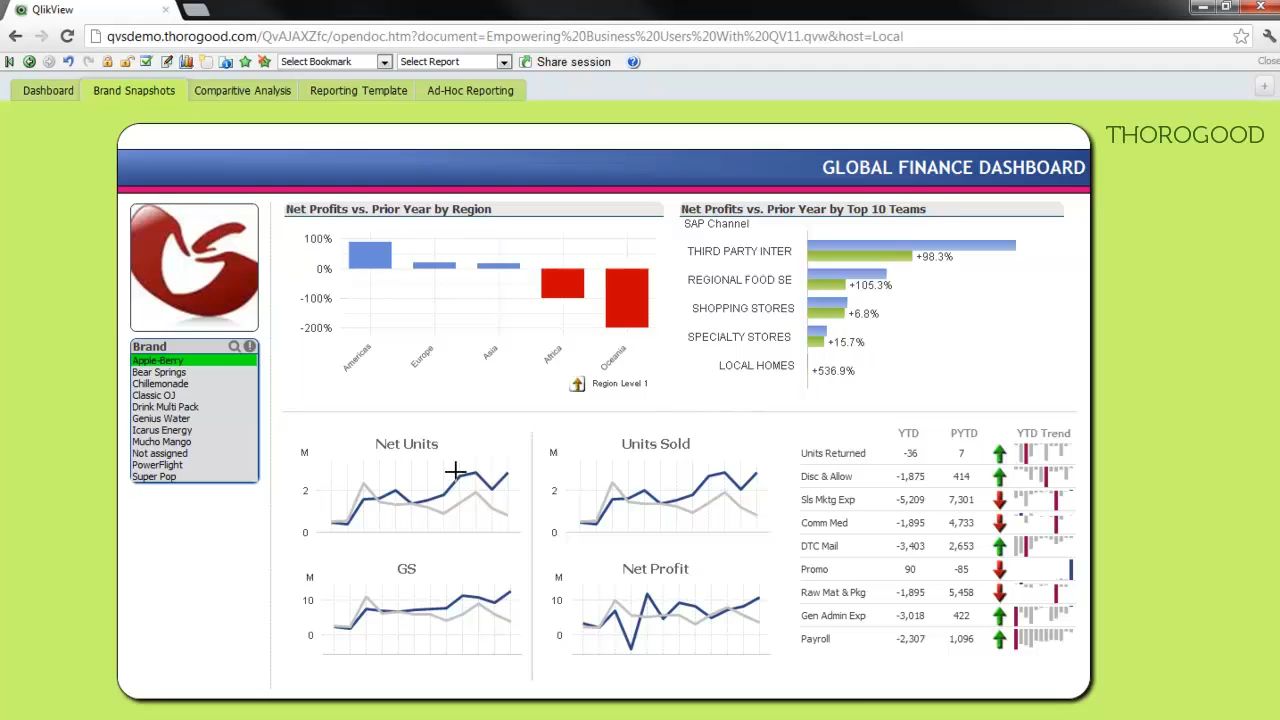 QlikView
qvsdemo.thorogood.com/QvAJAXZfc/opendoc.htm?document=Empowering%20Business%20Users%20With%20QV11.qvw&host=Local
Select Bookmark
Select Report
Share session
Close
Dashboard
Brand Snapshots
Comparitive Analysis
Reporting Template
Ad-Hoc Reporting
THOROGOOD
GLOBAL FINANCE DASHBOARD
Brand
Apple-Berry
Bear Springs
Chillemonade
Classic OJ
Drink Multi Pack
Genius Water
Icarus Energy
Mucho Mango
Not assigned
PowerFlight
Super Pop
Net Profits vs. Prior Year by Region
100%
0%
-100%
-200%
Americas
Europe
Asia
Africa
Oceania
Region Level 1
Net Profits vs. Prior Year by Top 10 Teams
SAP Channel
THIRD PARTY INTER +98.3%
REGIONAL FOOD SE +105.3%
SHOPPING STORES +6.8%
SPECIALTY STORES +15.7%
LOCAL HOMES +536.9%
Net Units
M
2
0
Units Sold
M
2
0
GS
M
10
0
Net Profit
M
10
0
YTD PYTD YTD Trend
Units Returned -36 7
Disc & Allow -1,875 414
Sls Mktg Exp -5,209 7,301
Comm Med -1,895 4,733
DTC Mail -3,403 2,653
Promo 90 -85
Raw Mat & Pkg -1,895 5,458
Gen Admin Exp -3,018 422
Payroll -2,307 1,096